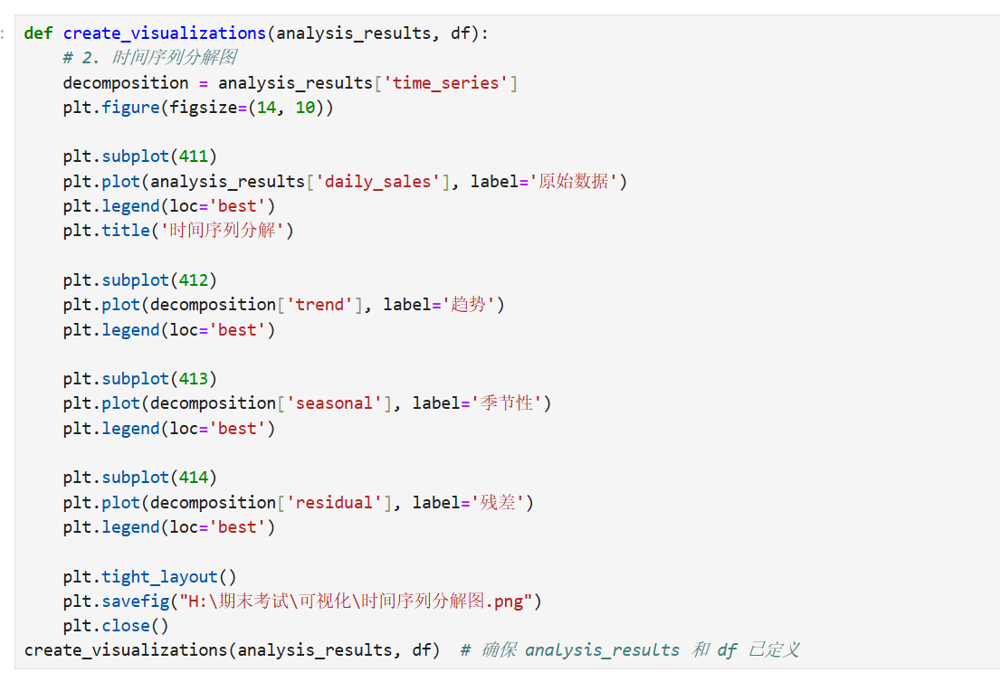 def create_visualizations(analysis_results, df):
    # 2. 时间序列分解图
    decomposition = analysis_results['time_series']
    plt.figure(figsize=(14, 10))
    plt.subplot(411)
    plt.plot(analysis_results['daily_sales'], label='原始数据')
    plt.legend(loc='best')
    plt.title('时间序列分解')
    plt.subplot(412)
    plt.plot(decomposition['trend'], label='趋势')
    plt.legend(loc='best')
    plt.subplot(413)
    plt.plot(decomposition['seasonal'], label='季节性')
    plt.legend(loc='best')
    plt.subplot(414)
    plt.plot(decomposition['residual'], label='残差')
    plt.legend(loc='best')
    plt.tight_layout()
    plt.savefig("H:\期末考试\可视化\时间序列分解图.png")
    plt.close()
create_visualizations(analysis_results, df)  # 确保 analysis_results 和 df 已定义